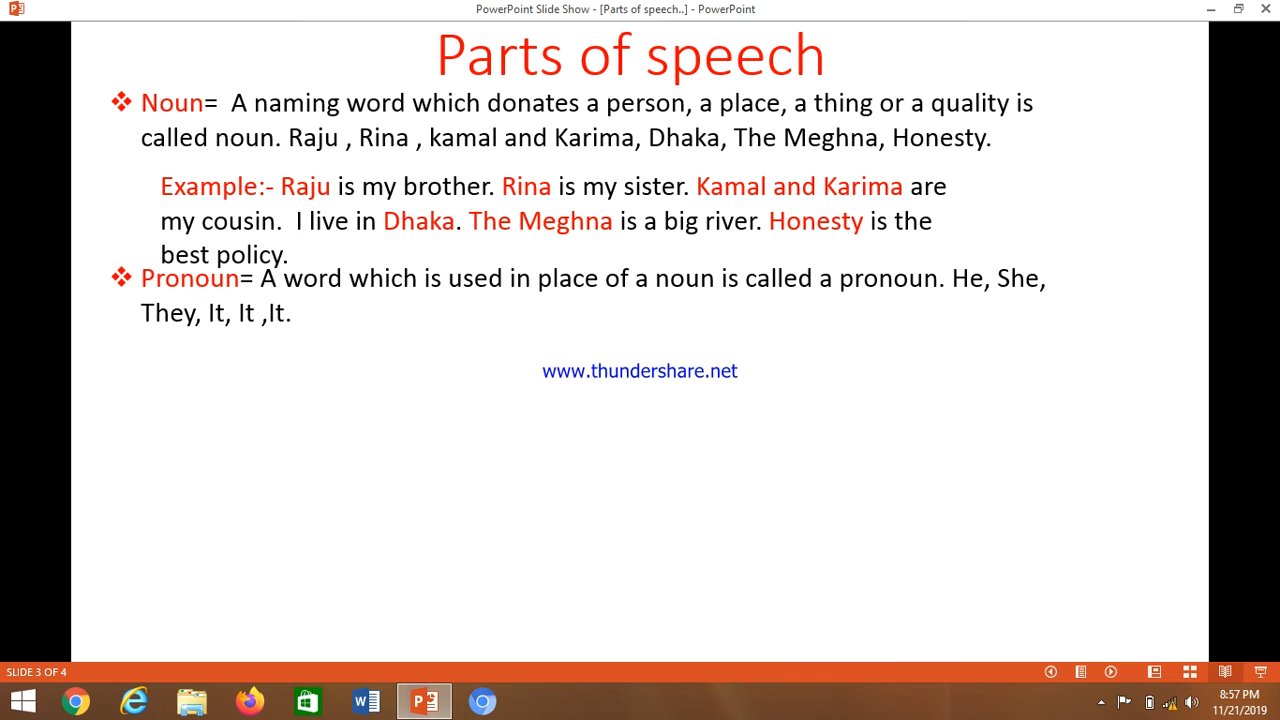 PowerPoint Slide Show - [Parts of speech..] - PowerPoint
Parts of speech
Noun= A naming word which donates a person, a place, a thing or a quality is
called noun. Raju , Rina , kamal and Karima, Dhaka, The Meghna, Honesty.
Example:- Raju is my brother. Rina is my sister. Kamal and Karima are
my cousin. I live in Dhaka. The Meghna is a big river. Honesty is the
best policy.
Pronoun= A word which is used in place of a noun is called a pronoun. He, She,
They, It, It ,It.
www.thundershare.net
SLIDE 3 OF 4
8:57 PM
11/21/2019